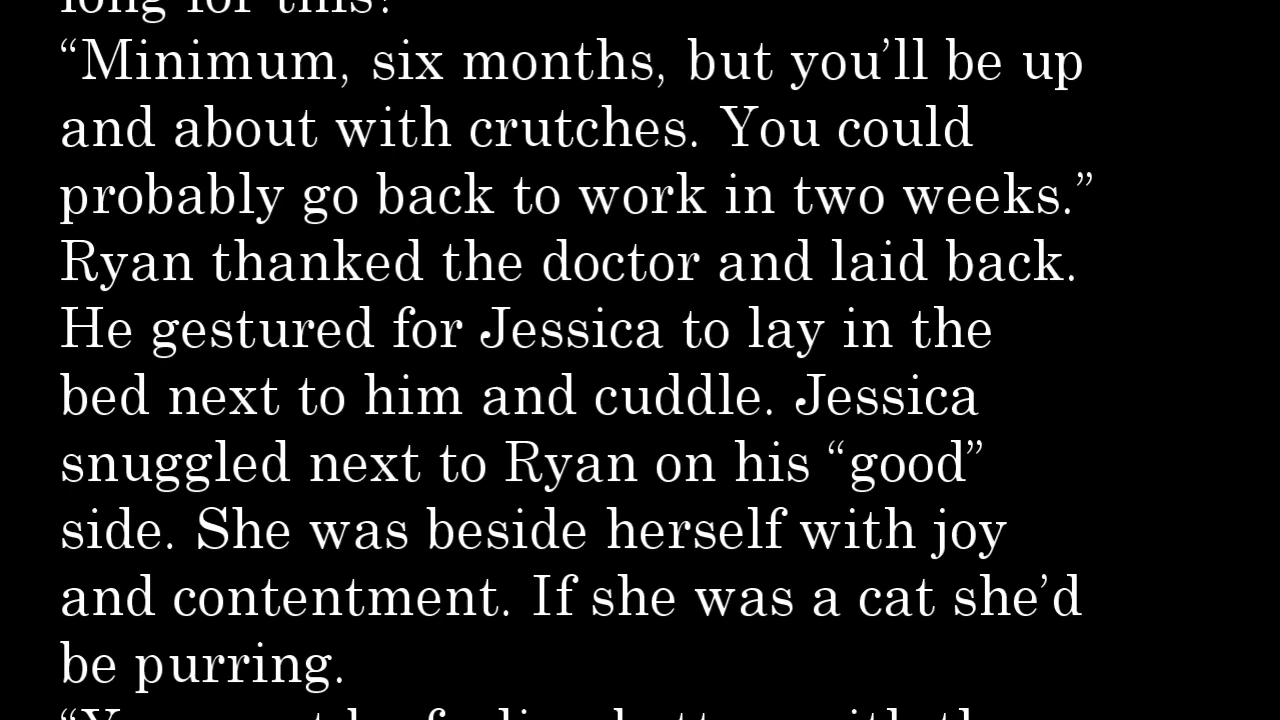 long for this?
“Minimum, six months, but you’ll be up
and about with crutches. You could
probably go back to work in two weeks.”
Ryan thanked the doctor and laid back.
He gestured for Jessica to lay in the
bed next to him and cuddle. Jessica
snuggled next to Ryan on his “good”
side. She was beside herself with joy
and contentment. If she was a cat she’d
be purring.